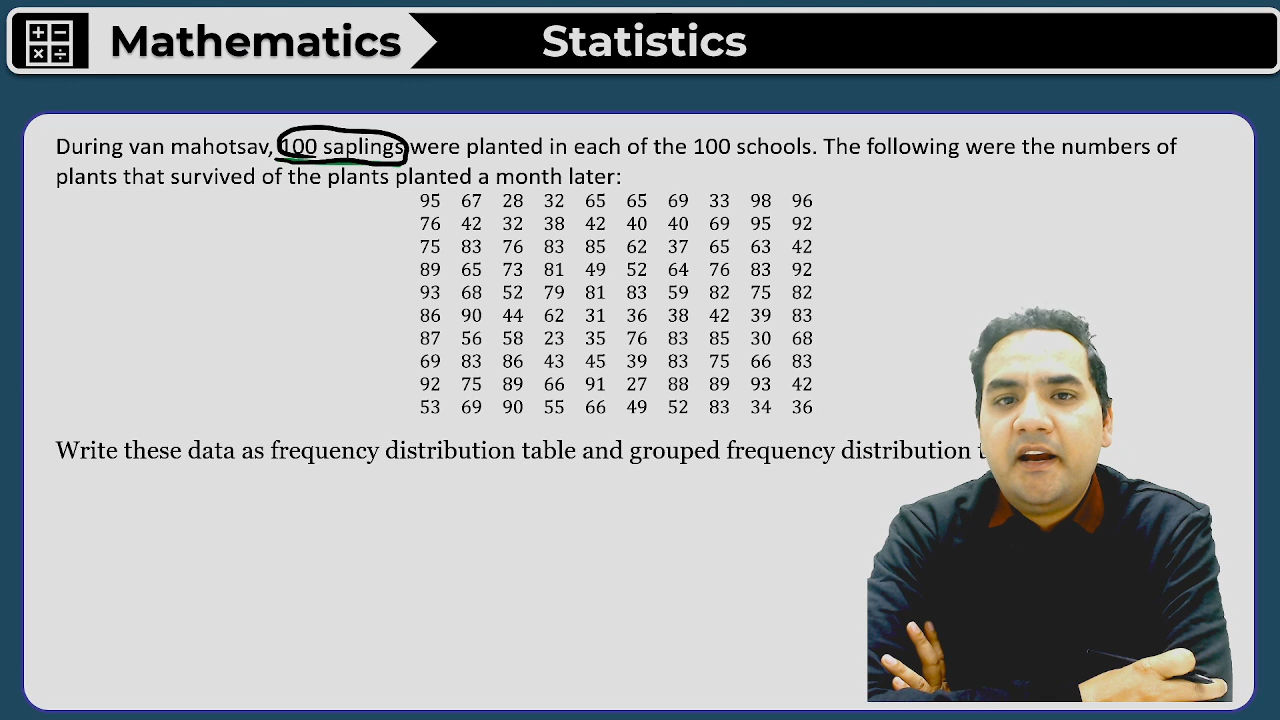 Mathematics
Statistics
During van mahotsav, 100 saplings were planted in each of the 100 schools. The following were the numbers of
plants that survived of the plants planted a month later:
95 67 28 32 65 65 69 33 98 96
76 42 32 38 42 40 40 69 95 92
75 83 76 83 85 62 37 65 63 42
89 65 73 81 49 52 64 76 83 92
93 68 52 79 81 83 59 82 75 82
86 90 44 62 31 36 38 42 39 83
87 56 58 23 35 76 83 85 30 68
69 83 86 43 45 39 83 75 66 83
92 75 89 66 91 27 88 89 93 42
53 69 90 55 66 49 52 83 34 36
Write these data as frequency distribution table and grouped frequency distribution